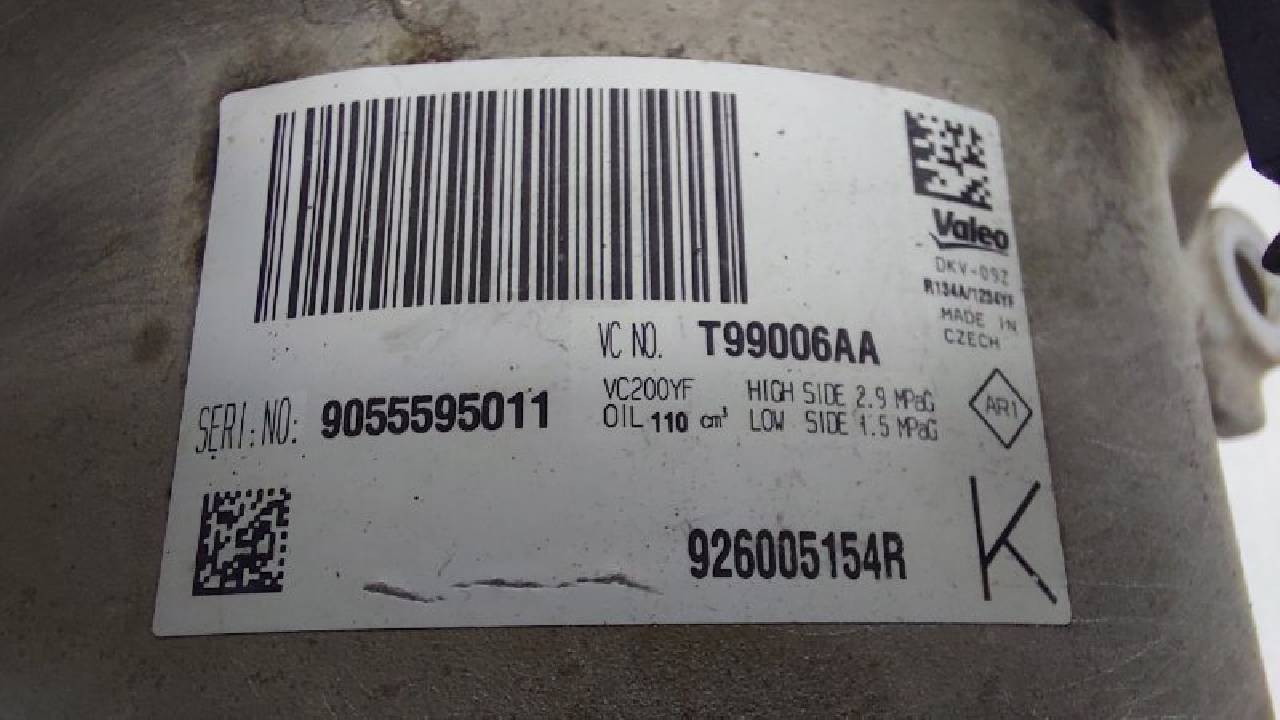 Valeo
DKV-09Z
R134A/1234YF
MADE IN
CZECH
VC NO. T99006AA
SERI: NO: 9055595011
VC200YF HIGH SIDE 2.9 MPaG
OIL 110 cm³ LOW SIDE 1.5 MPaG
AR1
K
926005154R